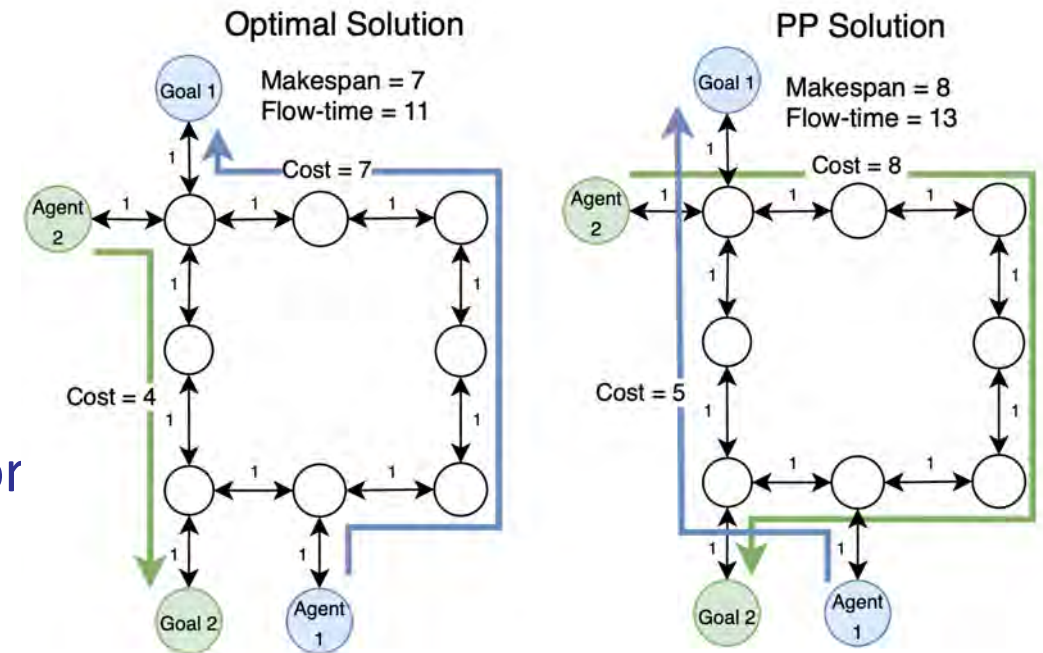 Optimal Solution
Goal 1
Makespan = 7
Flow-time = 11
1
Cost = 7
Agent
2
1
1
1
1
1
Cost = 4
1
1
1
1
1
1
Goal 2
Agent
1
or
PP Solution
Goal 1
Makespan = 8
Flow-time = 13
1
Cost = 8
Agent
2
1
1
1
1
1
Cost = 5
1
1
1
1
1
1
Goal 2
Agent
1